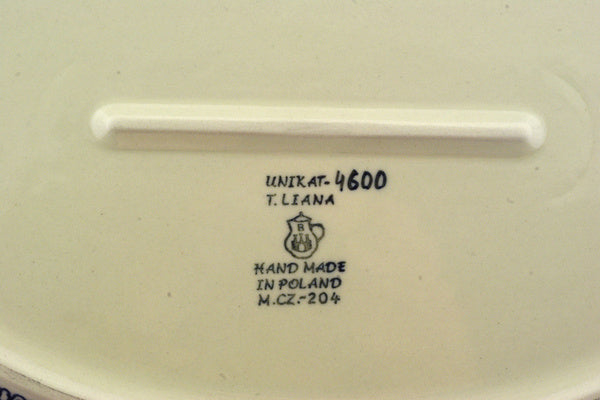 UNIKAT-4600
T. LIANA
B
HAND MADE
IN POLAND
M.CZ.-204